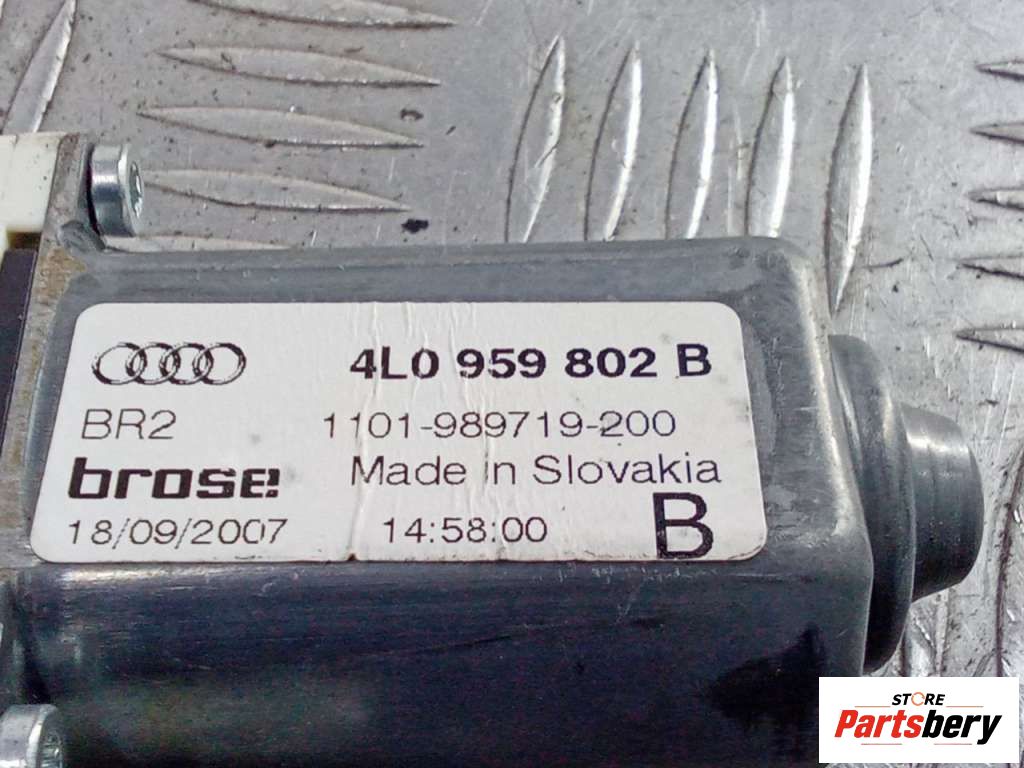 4L0 959 802 B
BR2 1101-989719-200
brose Made in Slovakia
18/09/2007 14:58:00 B
STORE
Partsbery